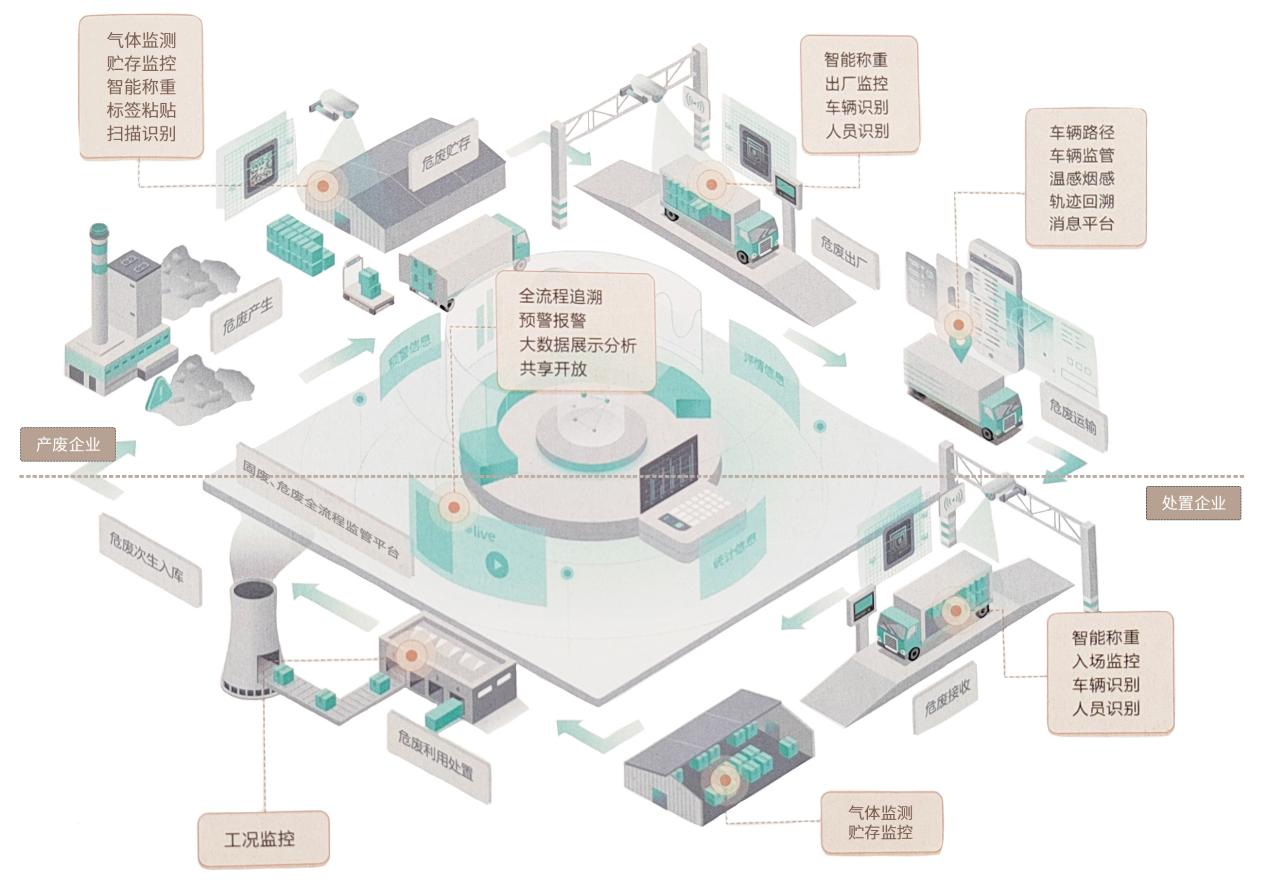 气体监测
贮存监控
智能称重
标签粘贴
扫描识别
危废贮存
智能称重
出厂监控
车辆识别
人员识别
车辆路径
车辆监管
温感烟感
轨迹回溯
消息平台
危废出厂
危废产生
全流程追溯
预警报警
大数据展示分析
共享开放
预警信息
详情信息
危废运输
产废企业
处置企业
固废、危废全流程监管平台
live
统计信息
危废次生入库
智能称重
入场监控
车辆识别
人员识别
危废接收
危废利用处置
气体监测
贮存监控
工况监控